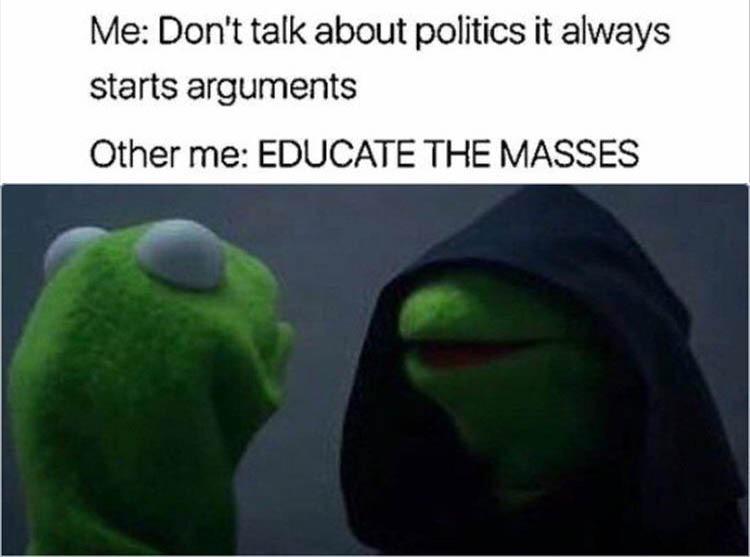 Me: Don't talk about politics it always
starts arguments
Other me: EDUCATE THE MASSES